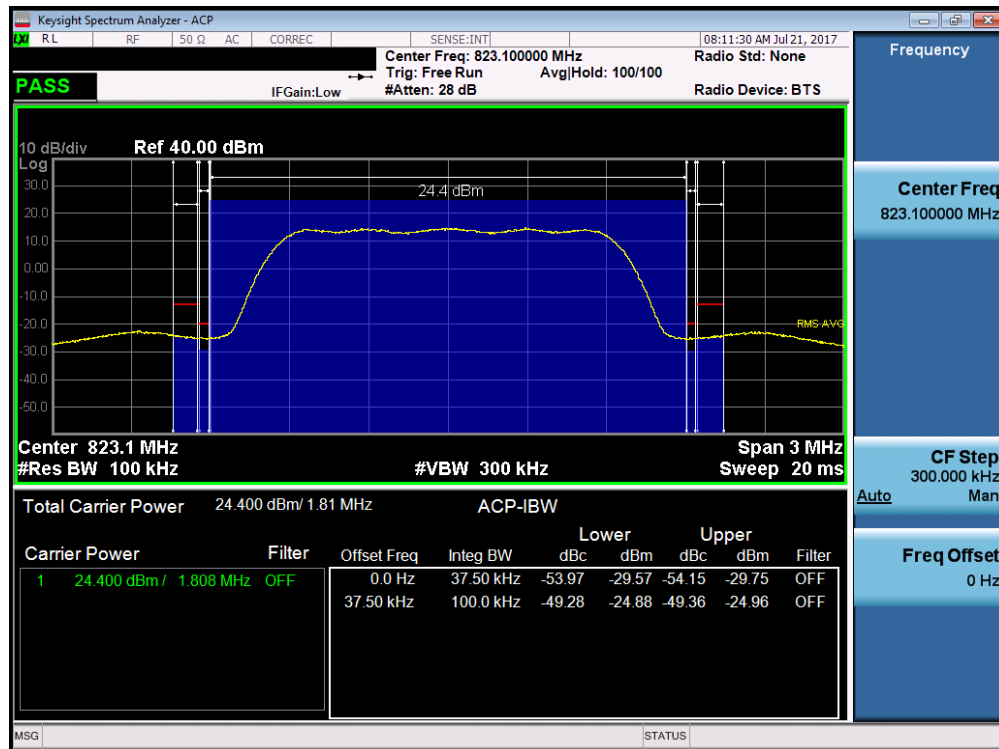 Keysight Spectrum Analyzer - ACP
LXI RL RF 50 Ω AC CORREC SENSE:INT 08:11:30 AM Jul 21, 2017
Center Freq: 823.100000 MHz Radio Std: None
Trig: Free Run Avg|Hold: 100/100
PASS IFGain:Low #Atten: 28 dB Radio Device: BTS
10 dB/div Ref 40.00 dBm
Log
30.0
24.4 dBm
20.0
10.0
0.00
-10.0
-20.0
RMS AVG
-30.0
-40.0
-50.0
Center 823.1 MHz Span 3 MHz
#Res BW 100 kHz #VBW 300 kHz Sweep 20 ms
Total Carrier Power 24.400 dBm/ 1.81 MHz ACP-IBW
Lower Upper
Carrier Power Filter Offset Freq Integ BW dBc dBm dBc dBm Filter
1 24.400 dBm / 1.808 MHz OFF 0.0 Hz 37.50 kHz -53.97 -29.57 -54.15 -29.75 OFF
37.50 kHz 100.0 kHz -49.28 -24.88 -49.36 -24.96 OFF
MSG STATUS
Frequency
Center Freq
823.100000 MHz
CF Step
300.000 kHz
Auto Man
Freq Offset
0 Hz